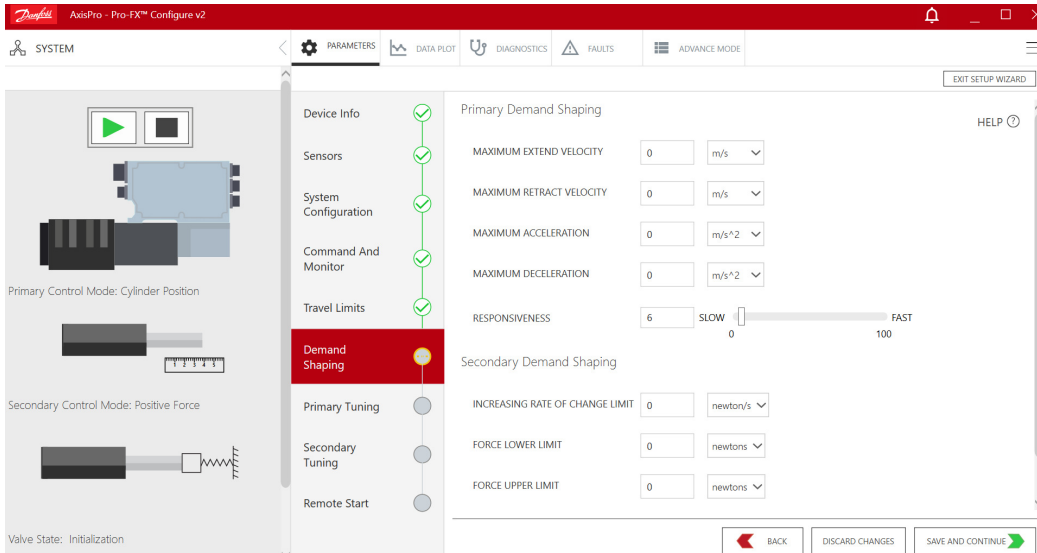 Danfoss AxisPro - Pro-FX™ Configure v2
SYSTEM
PARAMETERS DATA PLOT DIAGNOSTICS FAULTS ADVANCE MODE
EXIT SETUP WIZARD
Primary Control Mode: Cylinder Position
1 2 3 4 5
Secondary Control Mode: Positive Force
Valve State: Initialization
Device Info
Sensors
System
Configuration
Command And
Monitor
Travel Limits
Demand
Shaping
Primary Tuning
Secondary
Tuning
Remote Start
Primary Demand Shaping
HELP ?
MAXIMUM EXTEND VELOCITY 0 m/s
MAXIMUM RETRACT VELOCITY 0 m/s
MAXIMUM ACCELERATION 0 m/s^2
MAXIMUM DECELERATION 0 m/s^2
RESPONSIVENESS 6 SLOW FAST
0 100
Secondary Demand Shaping
INCREASING RATE OF CHANGE LIMIT 0 newton/s
FORCE LOWER LIMIT 0 newtons
FORCE UPPER LIMIT 0 newtons
BACK DISCARD CHANGES SAVE AND CONTINUE